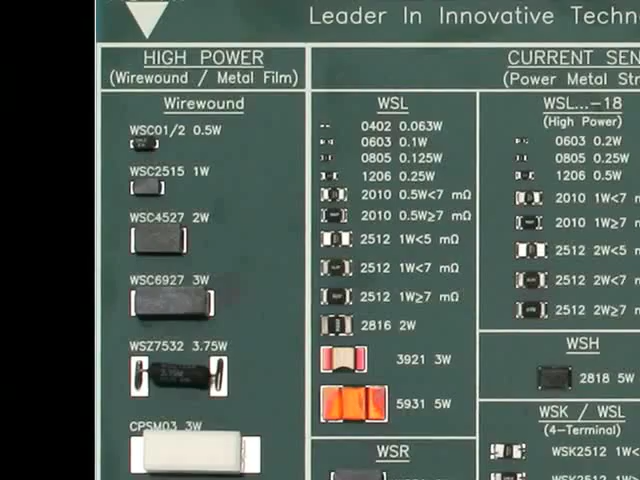 Leader In Innovative
HIGH POWER
(Wirewound / Metal Film)
Wirewound
WSC01/2 0.5W
WSC2515 1W
WSC4527 2W
WSC6927 3W
WSZ7532 3.75W
CPSM03 3W
CURRENT
(Power Metal
WSL
0402 0.063W
0603 0.1W
0805 0.125W
1206 0.25W
2010 0.5W<7 mΩ
2010 0.5W≥7 mΩ
2512 1W<5 mΩ
2512 1W<7 mΩ
2512 1W≥7 mΩ
2816 2W
3921 3W
5931 5W
WSR
WSL...-18
(High Power)
0603 0.2W
0805 0.25W
1206 0.5W
2010 1W<7
2010 1W≥7
2512 2W<5
2512 2W<7
2512 2W≥7
WSH
2818 5W
WSK / WSL
(4-Terminal)
WSK2512 1W<